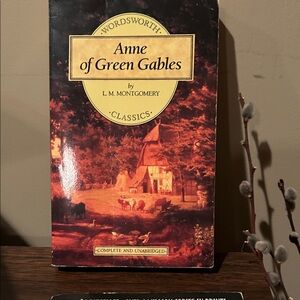 ·WORDSWORTH·
Anne
of Green Gables
by
L. M. MONTGOMERY
·CLASSICS·
·COMPLETE AND UNABRIDGED·